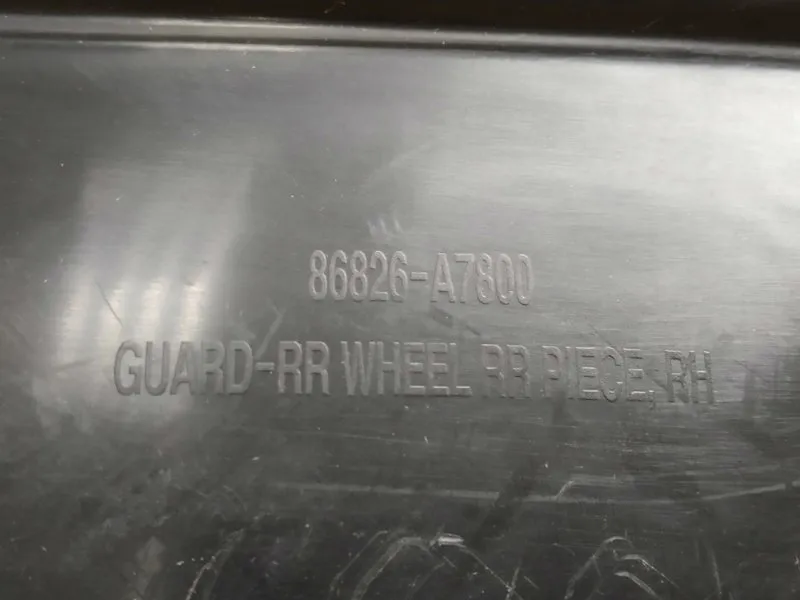 86826-A7800
GUARD-RR WHEEL RR PIECE, RH